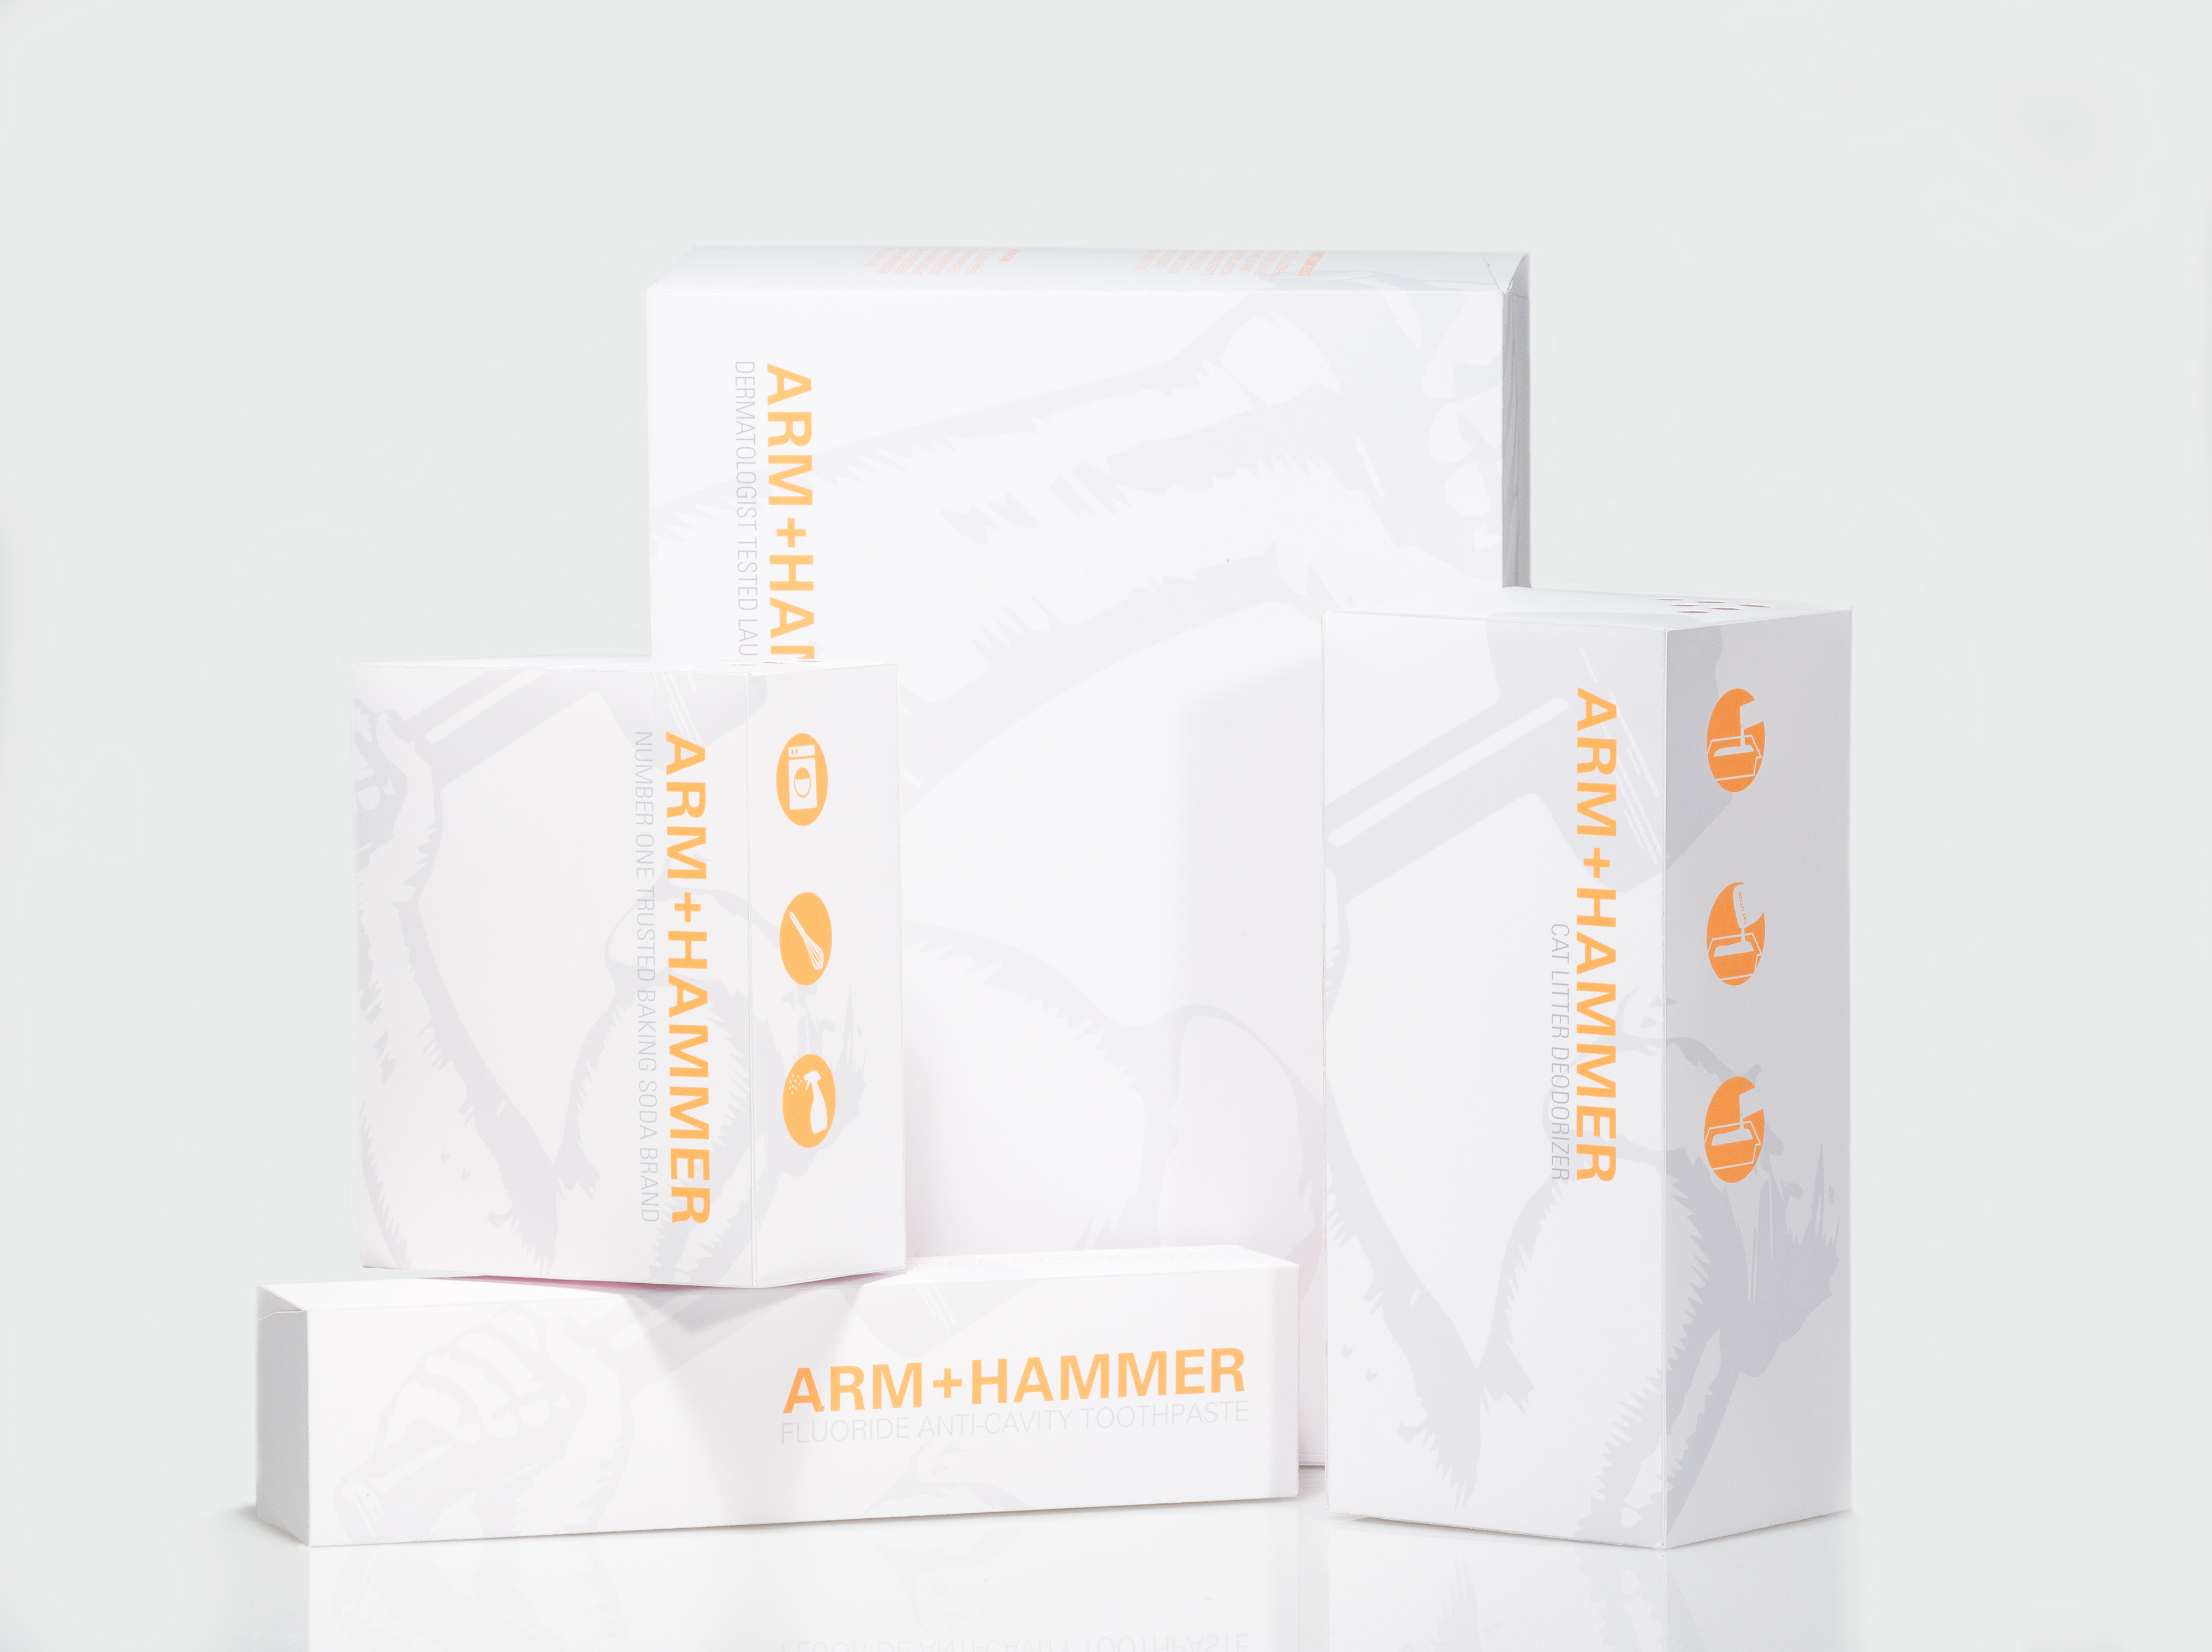 ARM+HAM
DERMATOLOGIST TESTED LAU
ARM+HAMMER
NUMBER ONE TRUSTED BAKING SODA BRAND
ARM+HAMMER
CAT LITTER DEODORIZER
ARM+HAMMER
FLUORIDE ANTI-CAVITY TOOTHPASTE